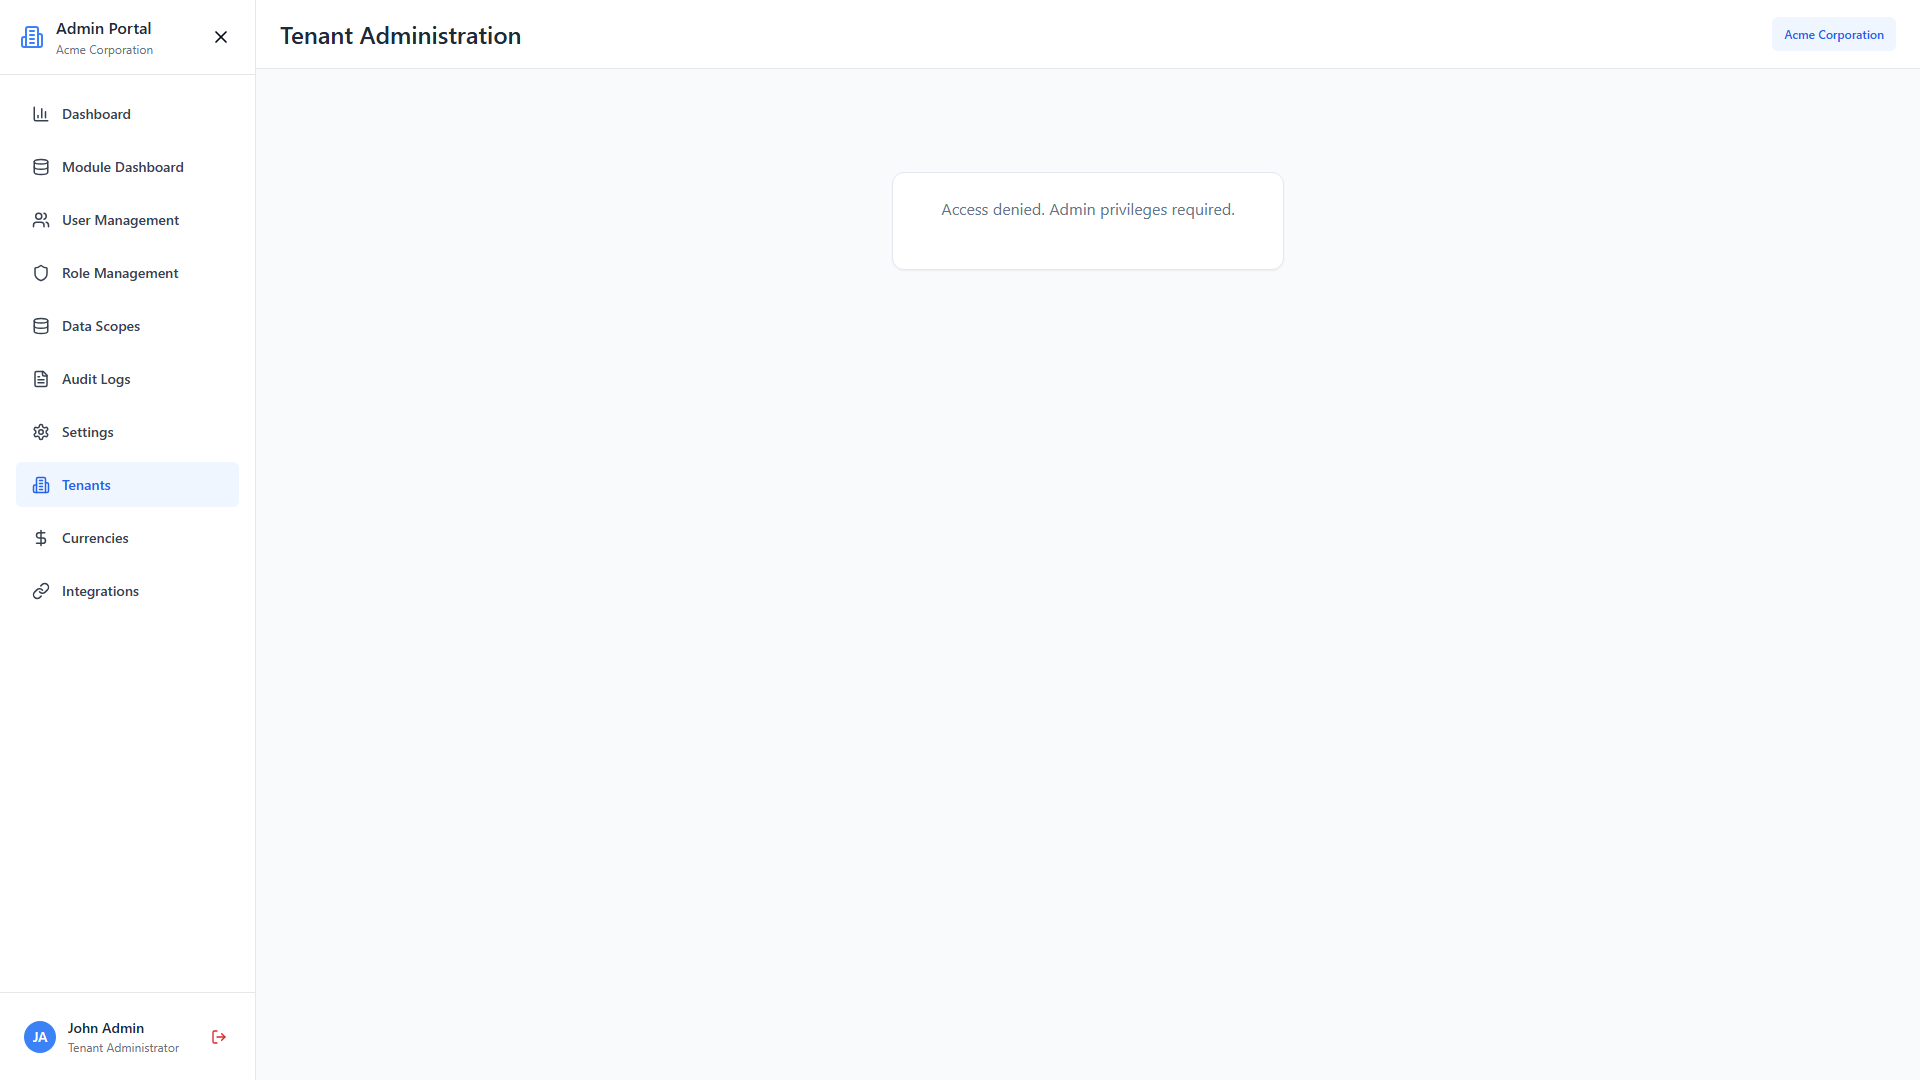 Admin Portal
Acme Corporation
Dashboard
Module Dashboard
User Management
Role Management
Data Scopes
Audit Logs
Settings
Tenants
Currencies
Integrations
JA
John Admin
Tenant Administrator
Tenant Administration
Acme Corporation
Access denied. Admin privileges required.